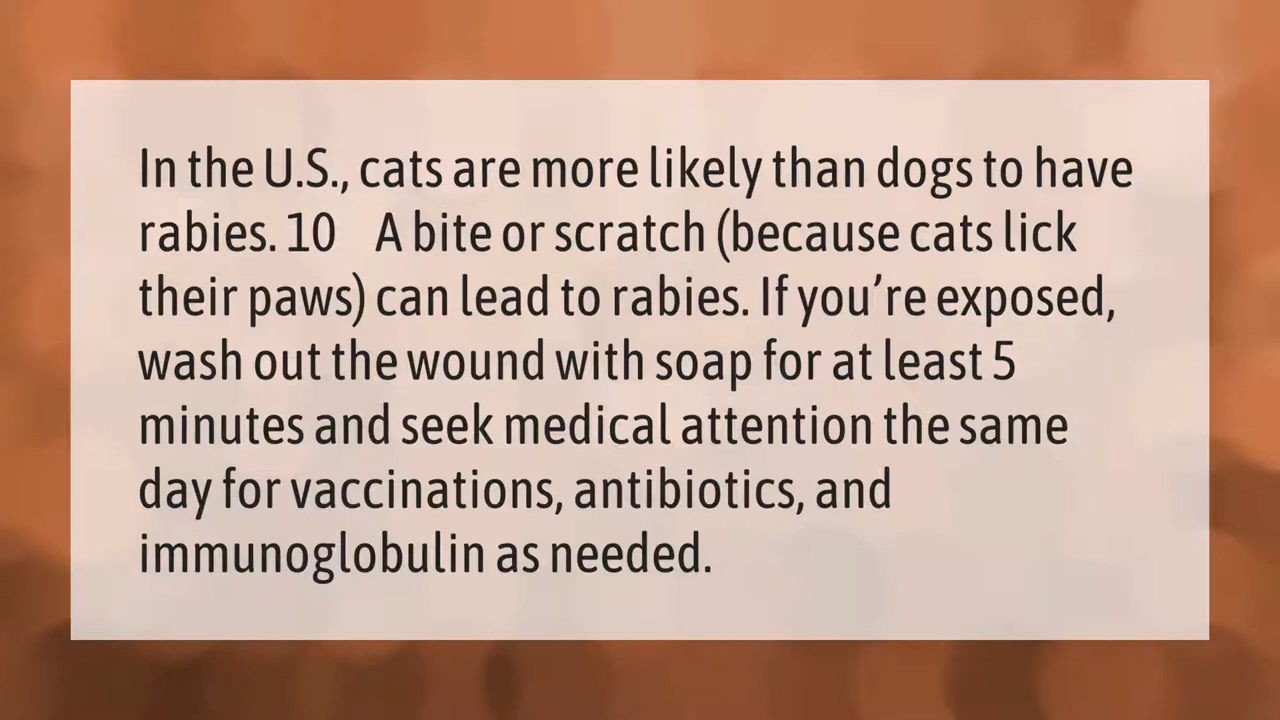 In the U.S., cats are more likely than dogs to have
rabies. 10 A bite or scratch (because cats lick
their paws) can lead to rabies. If you’re exposed,
wash out the wound with soap for at least 5
minutes and seek medical attention the same
day for vaccinations, antibiotics, and
immunoglobulin as needed.